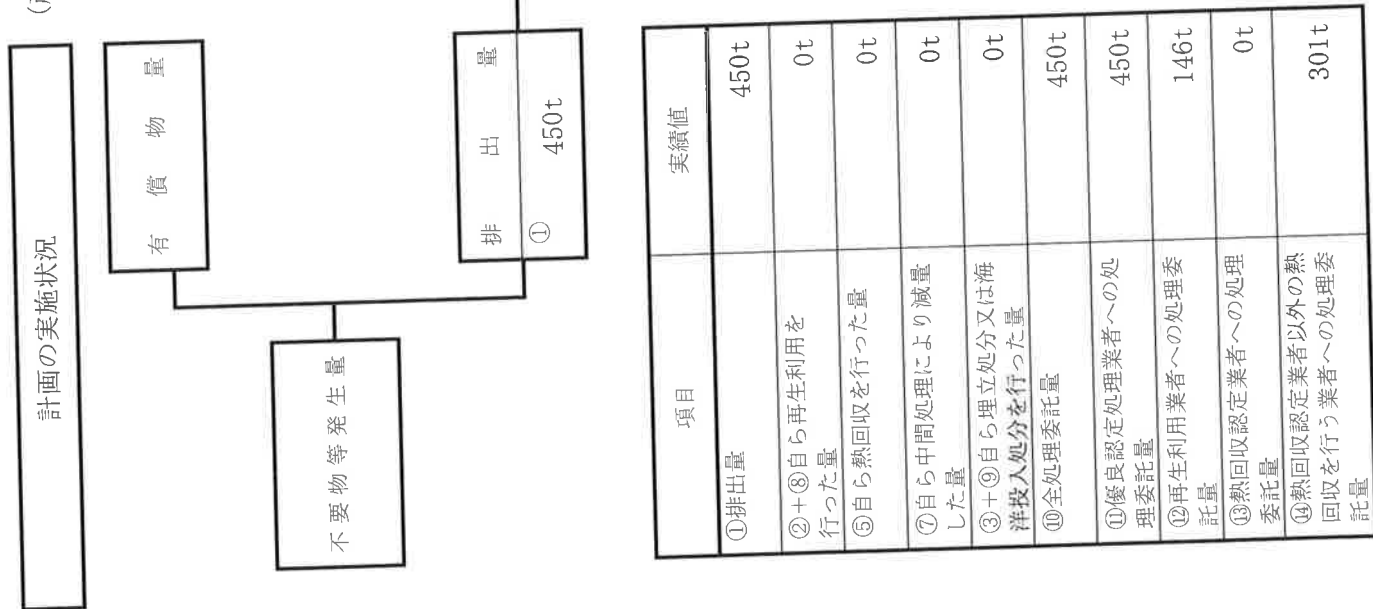 計画の実施状況
有償物量
不要物等発生量
排出量
①
450t
項目
実績値
①排出量
450t
②+⑧自ら再生利用を
行った量
0t
⑤自ら熱回収を行った量
0t
⑦自ら中間処理により減量
した量
0t
③+⑨自ら埋立処分又は海
洋投入処分を行った量
0t
⑩全処理委託量
450t
⑪優良認定処理業者への処
理委託量
450t
⑫再生利用業者への処理委
託量
146t
⑬熱回収認定業者への処理
委託量
0t
⑭熱回収認定業者以外の熱
回収を行う業者への処理委
託量
301t